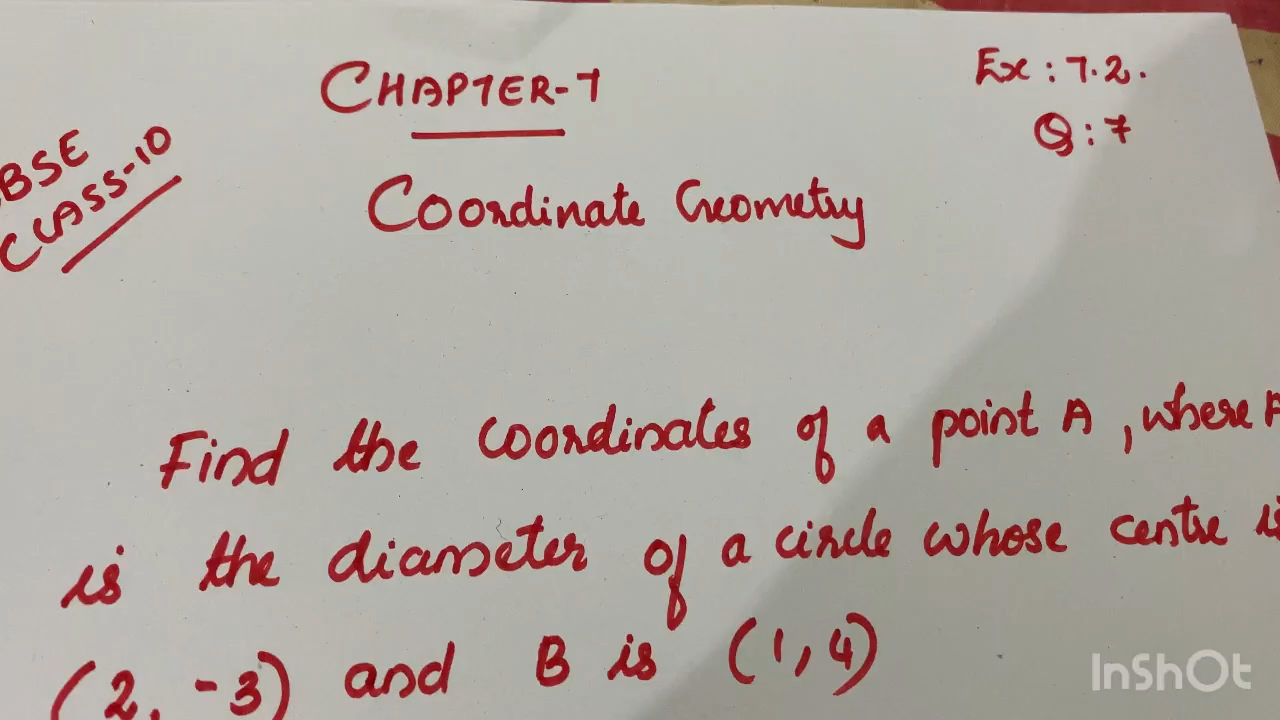 CHAPTER-7
Ex: 7.2.
Q: 7
BSE
CLASS-10
Coordinate Geometry
Find the coordinates of a point A, where A
is the diameter of a circle whose centre is
(2, -3) and B is (1, 4)
InShOt